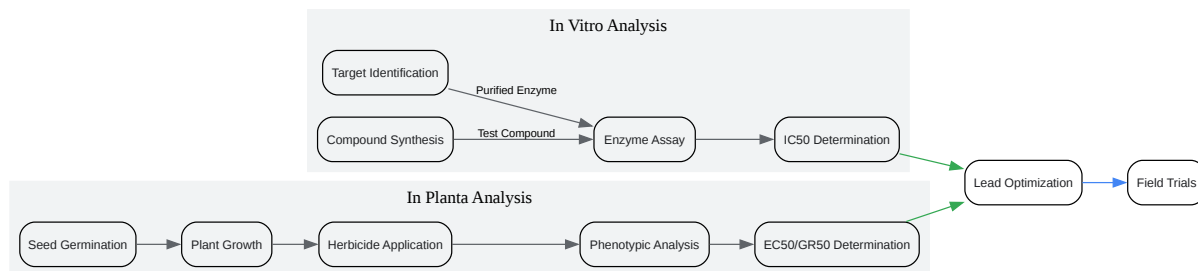 In Vitro Analysis
Target Identification
Purified Enzyme
Compound Synthesis
Test Compound
Enzyme Assay
IC50 Determination
Lead Optimization
Field Trials
In Planta Analysis
Seed Germination
Plant Growth
Herbicide Application
Phenotypic Analysis
EC50/GR50 Determination